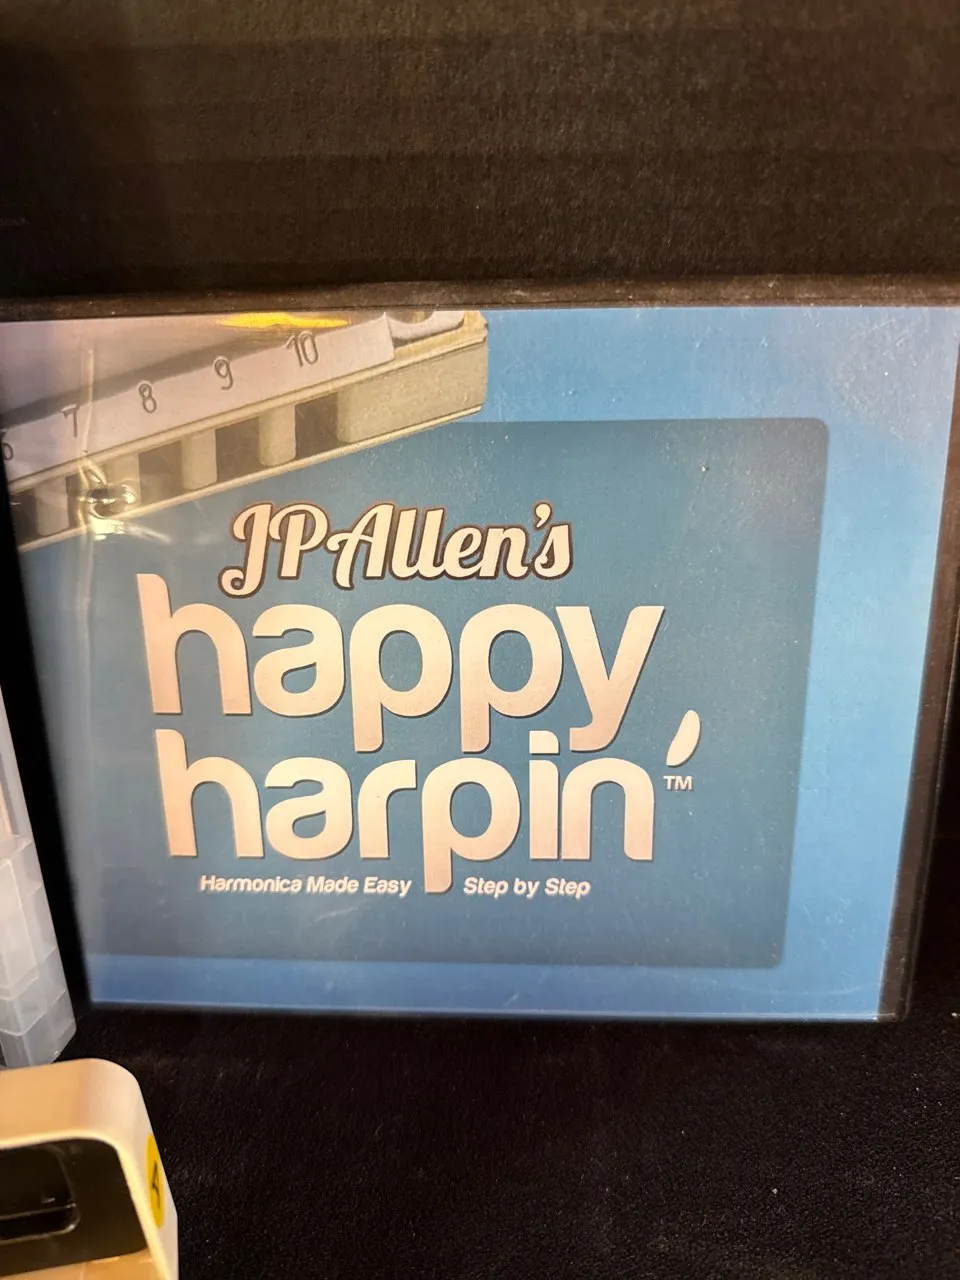 7 8 9 10
JP Allen's
happy
harpin'™
Harmonica Made Easy Step by Step
A